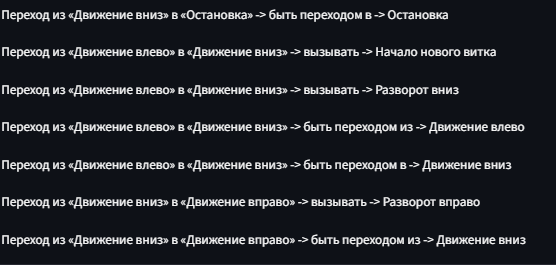 Переход из «Движение вниз» в «Остановка» -> быть переходом в -> Остановка
Переход из «Движение влево» в «Движение вниз» -> вызывать -> Начало нового витка
Переход из «Движение влево» в «Движение вниз» -> вызывать -> Разворот вниз
Переход из «Движение влево» в «Движение вниз» -> быть переходом из -> Движение влево
Переход из «Движение влево» в «Движение вниз» -> быть переходом в -> Движение вниз
Переход из «Движение вниз» в «Движение вправо» -> вызывать -> Разворот вправо
Переход из «Движение вниз» в «Движение вправо» -> быть переходом из -> Движение вниз